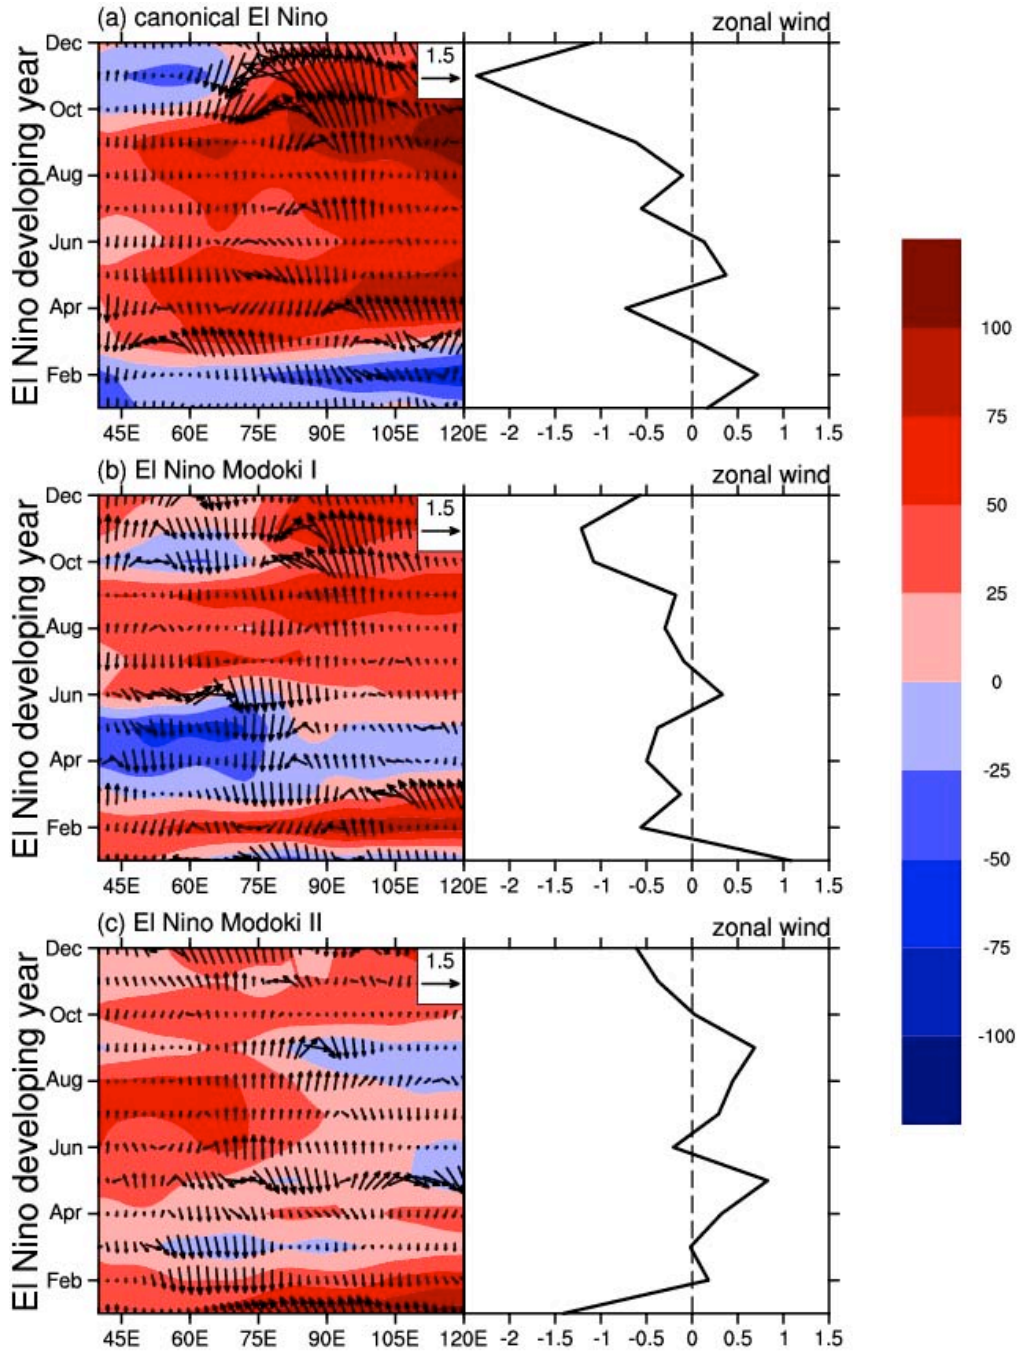 (a) canonical El Nino
zonal wind
El Nino developing year
Dec
Oct
Aug
Jun
Apr
Feb
1.5
45E 60E 75E 90E 105E 120E -2 -1.5 -1 -0.5 0 0.5 1 1.5
(b) El Nino Modoki I
zonal wind
El Nino developing year
Dec
Oct
Aug
Jun
Apr
Feb
1.5
45E 60E 75E 90E 105E 120E -2 -1.5 -1 -0.5 0 0.5 1 1.5
(c) El Nino Modoki II
zonal wind
El Nino developing year
Dec
Oct
Aug
Jun
Apr
Feb
1.5
45E 60E 75E 90E 105E 120E -2 -1.5 -1 -0.5 0 0.5 1 1.5
100
75
50
25
0
-25
-50
-75
-100